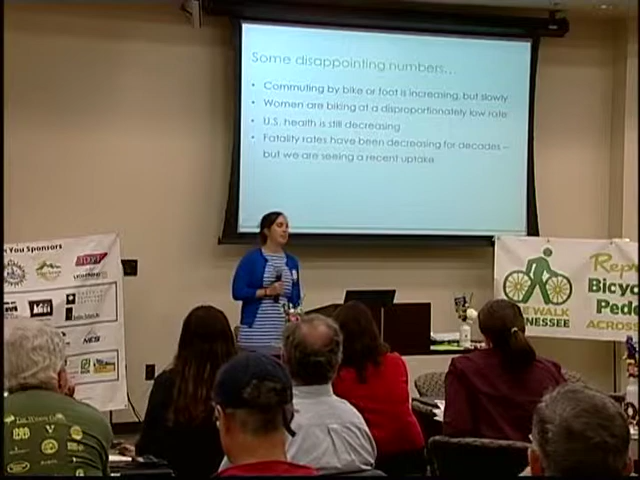 Some disappointing numbers...
• Commuting by bike or foot is increasing, but slowly
• Women are biking at a disproportionately low rate
• U.S. health is still decreasing
• Fatality rates have been decreasing for decades –
but we are seeing a recent uptake
You Sponsors
Bicyc
Ped
ACROSS
WALK
NESSEE